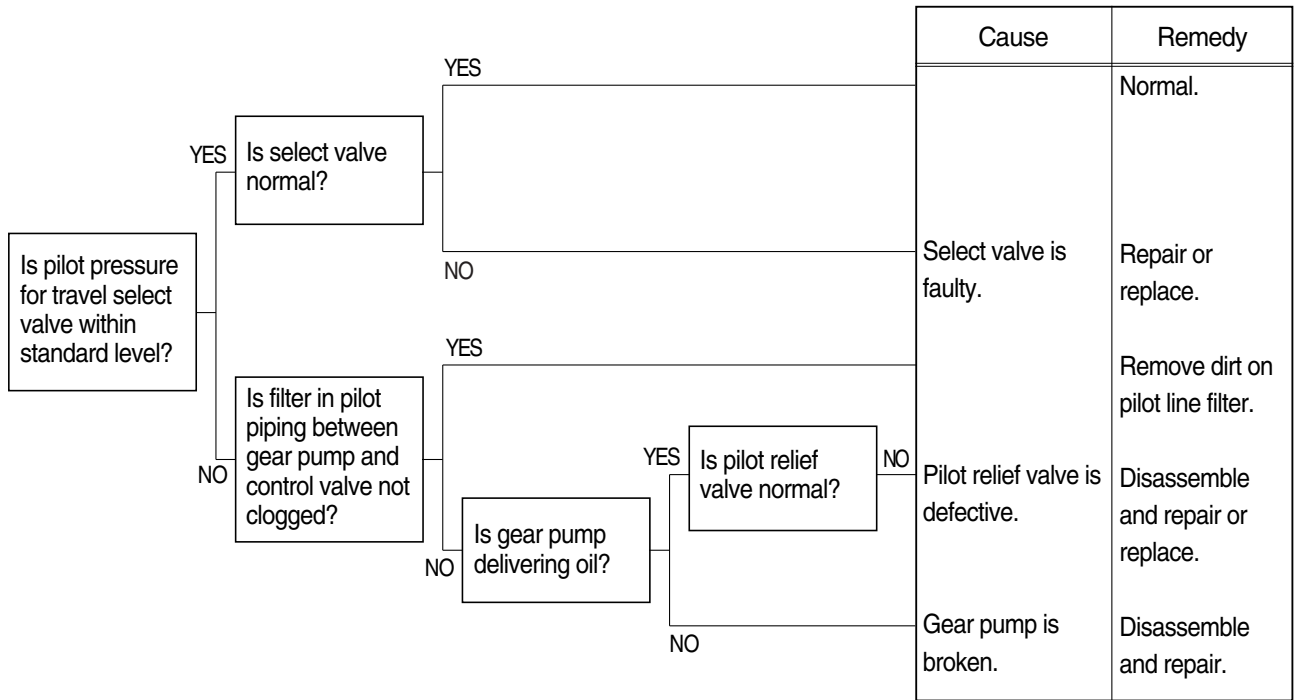 Cause
Remedy
YES
Normal.
YES
Is select valve
normal?
NO
Select valve is
faulty.
Repair or
replace.
Is pilot pressure
for travel select
valve within
standard level?
YES
Remove dirt on
pilot line filter.
NO
Is filter in pilot
piping between
gear pump and
control valve not
clogged?
YES
Is pilot relief
valve normal?
NO
Pilot relief valve is
defective.
Disassemble
and repair or
replace.
NO
Is gear pump
delivering oil?
NO
Gear pump is
broken.
Disassemble
and repair.